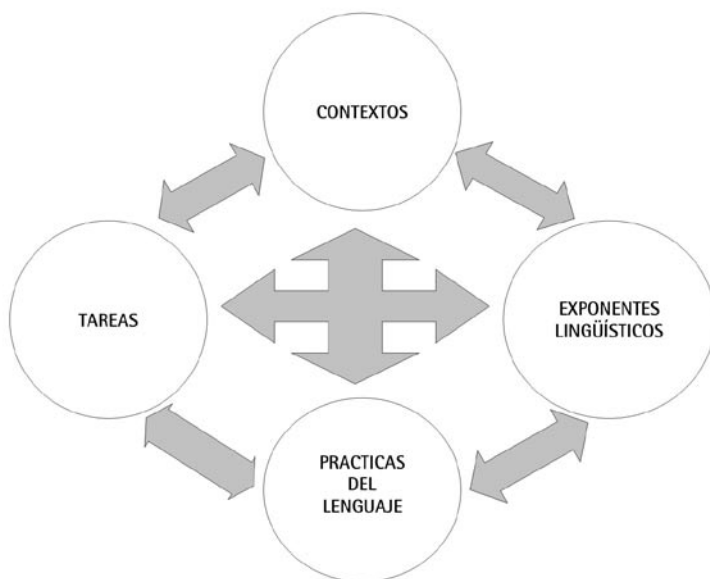 CONTEXTOS
TAREAS
EXPONENTES
LINGÜÍSTICOS
PRACTICAS
DEL
LENGUAJE